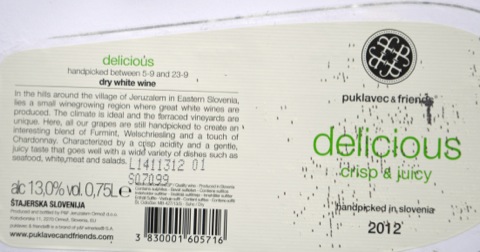 delicious
handpicked between 5-9 and 23-9
dry white wine
In the hills around the village of Jeruzalem in Eastern Slovenia,
lies a small winegrowing region where great white wines are
produced. The climate is ideal and the terraced vineyards are
unique. Here, all our grapes are still handpicked to create an
interesting blend of Furmint, Welschriesling and a touch of
Chardonnay. Characterized by a crisp acidity and a gentle,
juicy taste that goes well with a wide variety of dishes such as
seafood, white meat and salads.
L1411312 01
S07099
alc 13,0% vol 0,75L e
ŠTAJERSKA SLOVENIJA
www.puklavecandfriends.com
3 830001 605716
puklavec & friends
delicious
crisp & juicy
handpicked in slovenia
2012